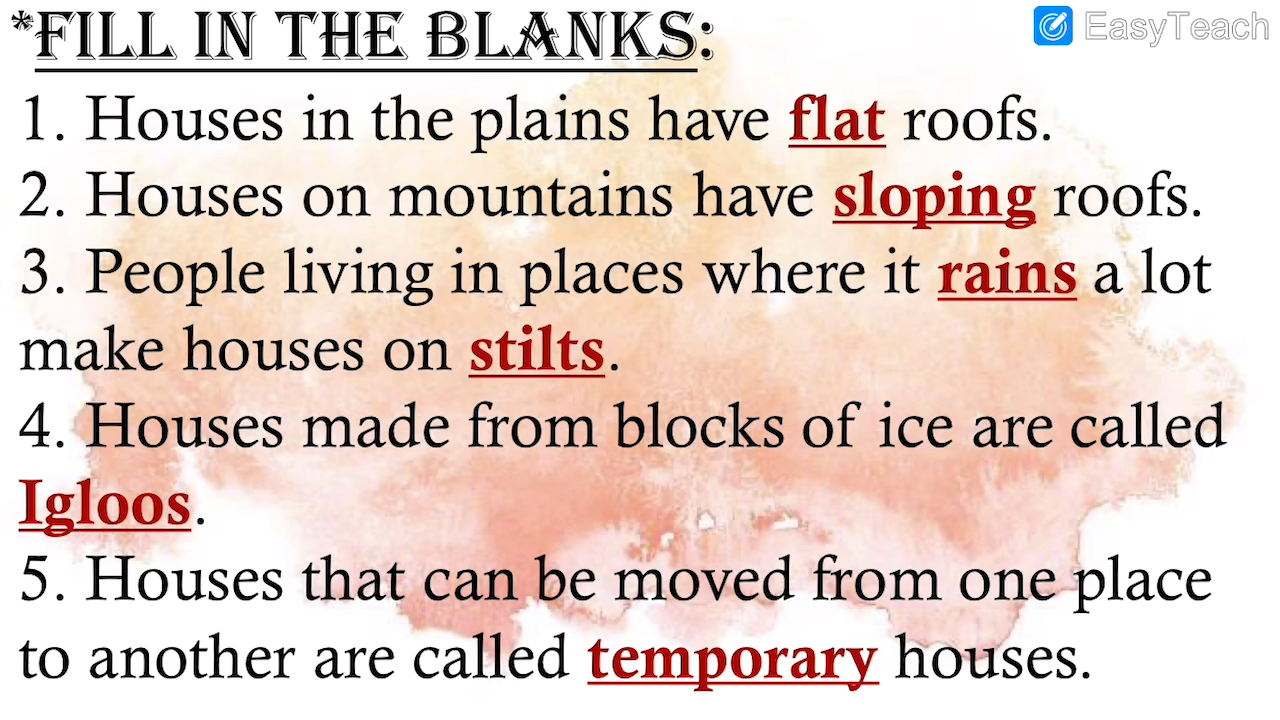 *FILL IN THE BLANKS:
EasyTeach
1. Houses in the plains have flat roofs.
2. Houses on mountains have sloping roofs.
3. People living in places where it rains a lot
make houses on stilts.
4. Houses made from blocks of ice are called
Igloos.
5. Houses that can be moved from one place
to another are called temporary houses.